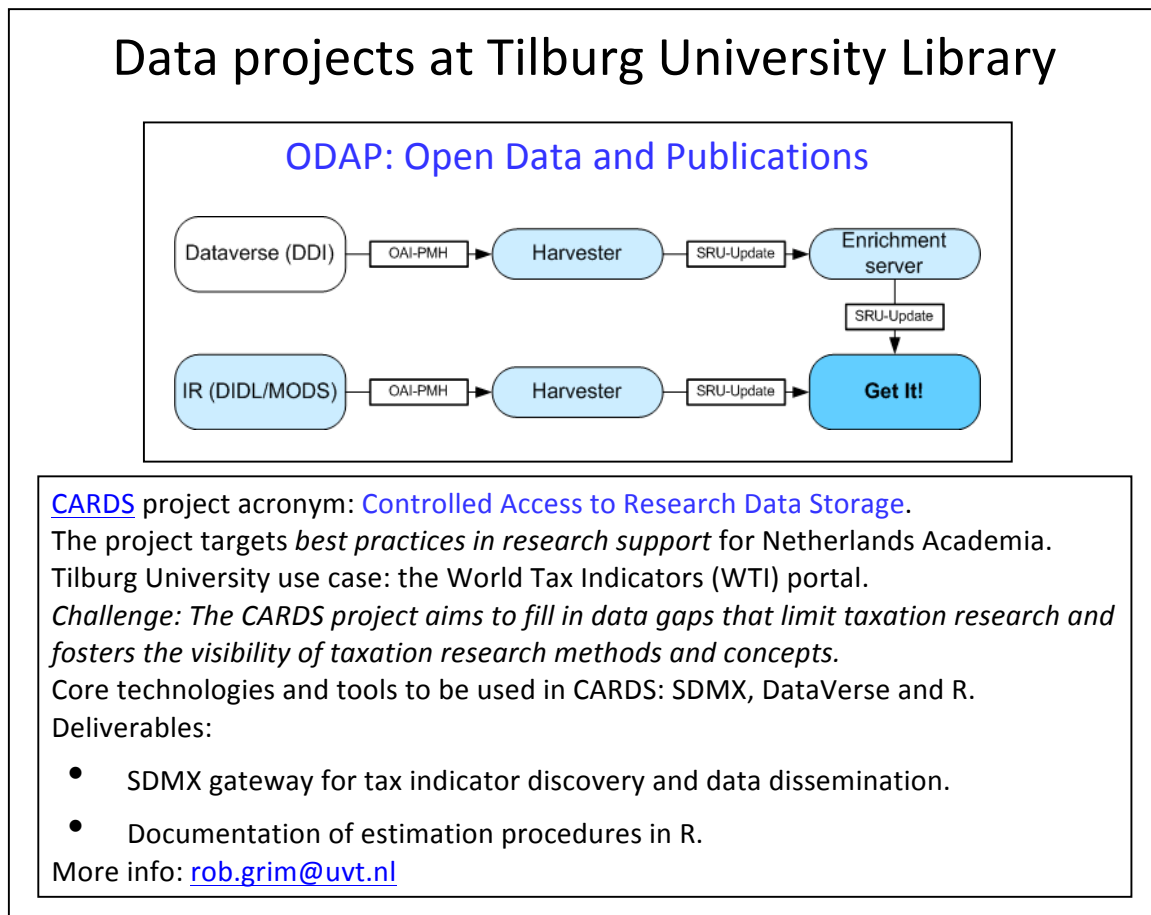 Data projects at Tilburg University Library
ODAP: Open Data and Publications
Dataverse (DDI)
OAI-PMH
Harvester
SRU-Update
Enrichment
server
SRU-Update
IR (DIDL/MODS)
OAI-PMH
Harvester
SRU-Update
Get It!
CARDS project acronym: Controlled Access to Research Data Storage.
The project targets best practices in research support for Netherlands Academia.
Tilburg University use case: the World Tax Indicators (WTI) portal.
Challenge: The CARDS project aims to fill in data gaps that limit taxation research and
fosters the visibility of taxation research methods and concepts.
Core technologies and tools to be used in CARDS: SDMX, DataVerse and R.
Deliverables:
• SDMX gateway for tax indicator discovery and data dissemination.
• Documentation of estimation procedures in R.
More info: rob.grim@uvt.nl